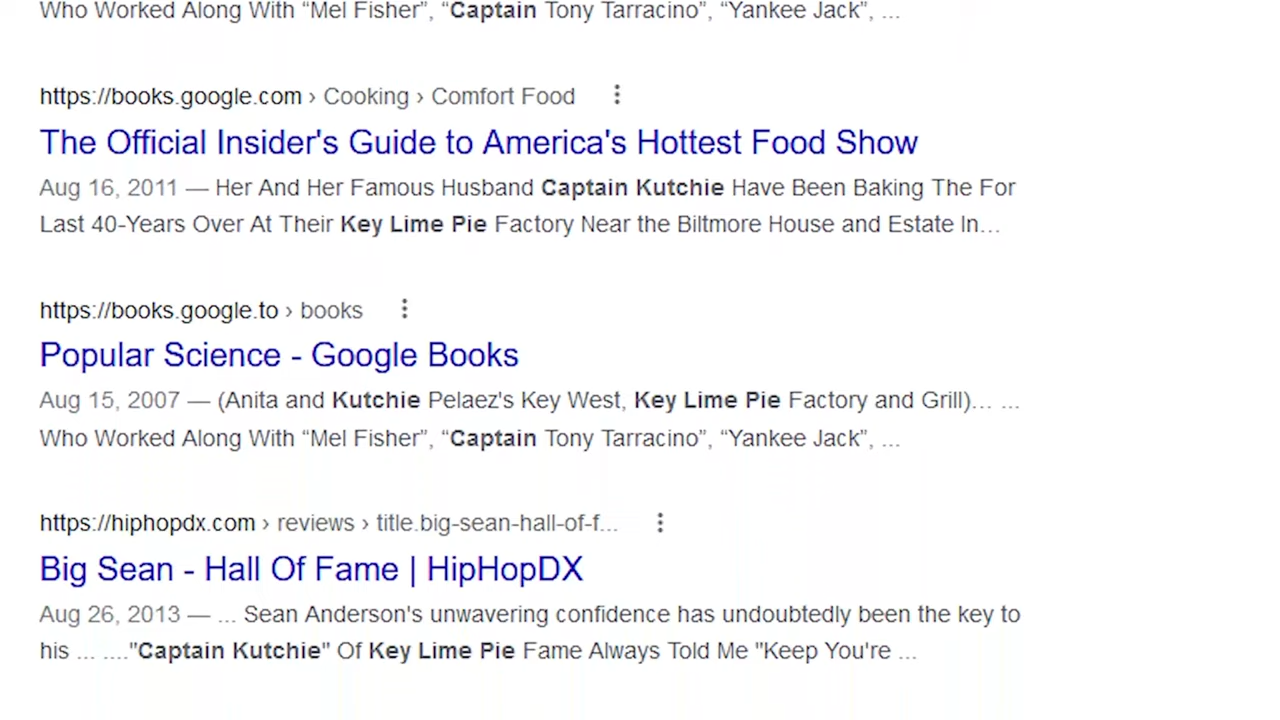 Who Worked Along With “Mel Fisher”, “Captain Tony Tarracino”, “Yankee Jack”, ...
https://books.google.com › Cooking › Comfort Food
The Official Insider's Guide to America's Hottest Food Show
Aug 16, 2011 — Her And Her Famous Husband Captain Kutchie Have Been Baking The For
Last 40-Years Over At Their Key Lime Pie Factory Near the Biltmore House and Estate In...
https://books.google.to › books
Popular Science - Google Books
Aug 15, 2007 — (Anita and Kutchie Pelaez's Key West, Key Lime Pie Factory and Grill)... ...
Who Worked Along With “Mel Fisher”, “Captain Tony Tarracino”, “Yankee Jack”, ...
https://hiphopdx.com › reviews › title.big-sean-hall-of-f...
Big Sean - Hall Of Fame | HipHopDX
Aug 26, 2013 — ... Sean Anderson's unwavering confidence has undoubtedly been the key to
his ... ...."Captain Kutchie" Of Key Lime Pie Fame Always Told Me "Keep You're ...